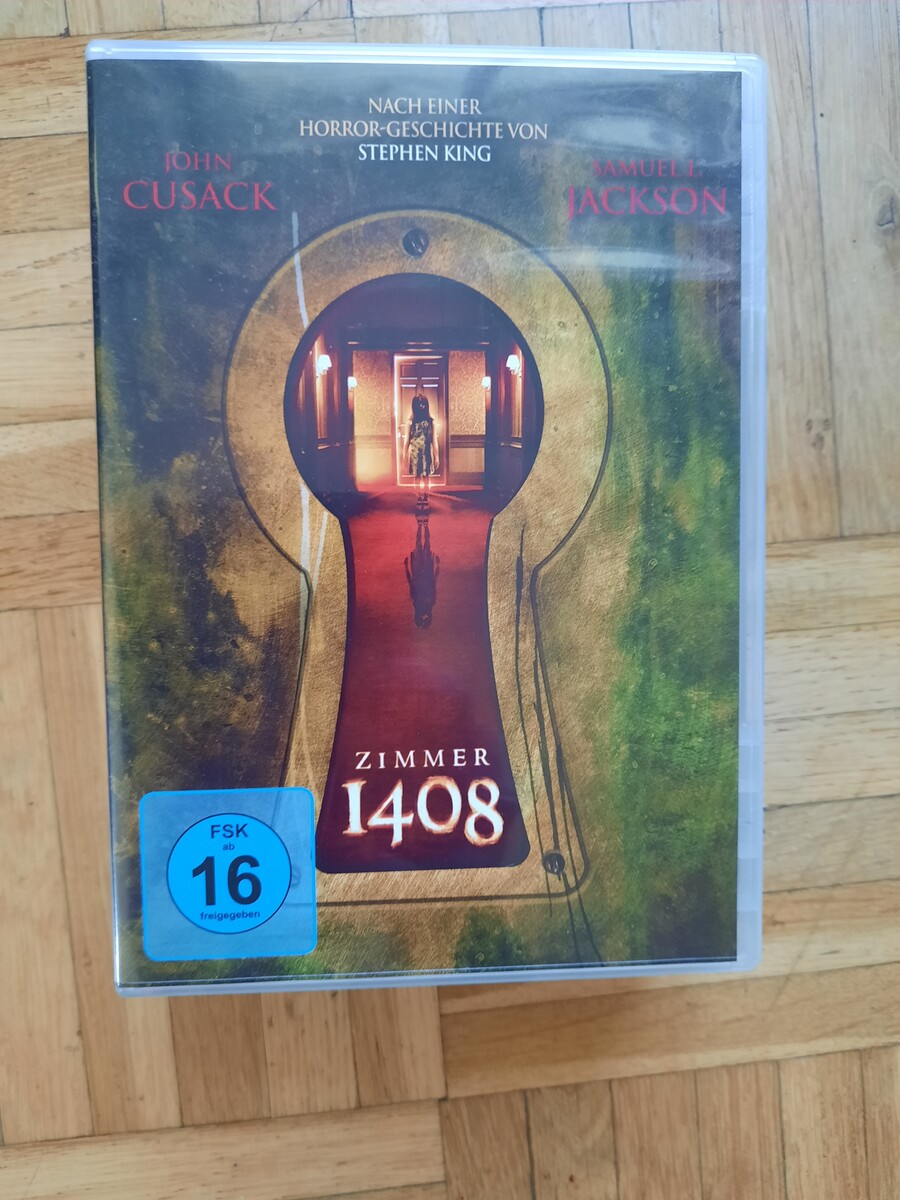 NACH EINER
HORROR-GESCHICHTE VON
STEPHEN KING
JOHN
CUSACK
SAMUEL L.
JACKSON
ZIMMER
1408
FSK
ab
16
freigegeben